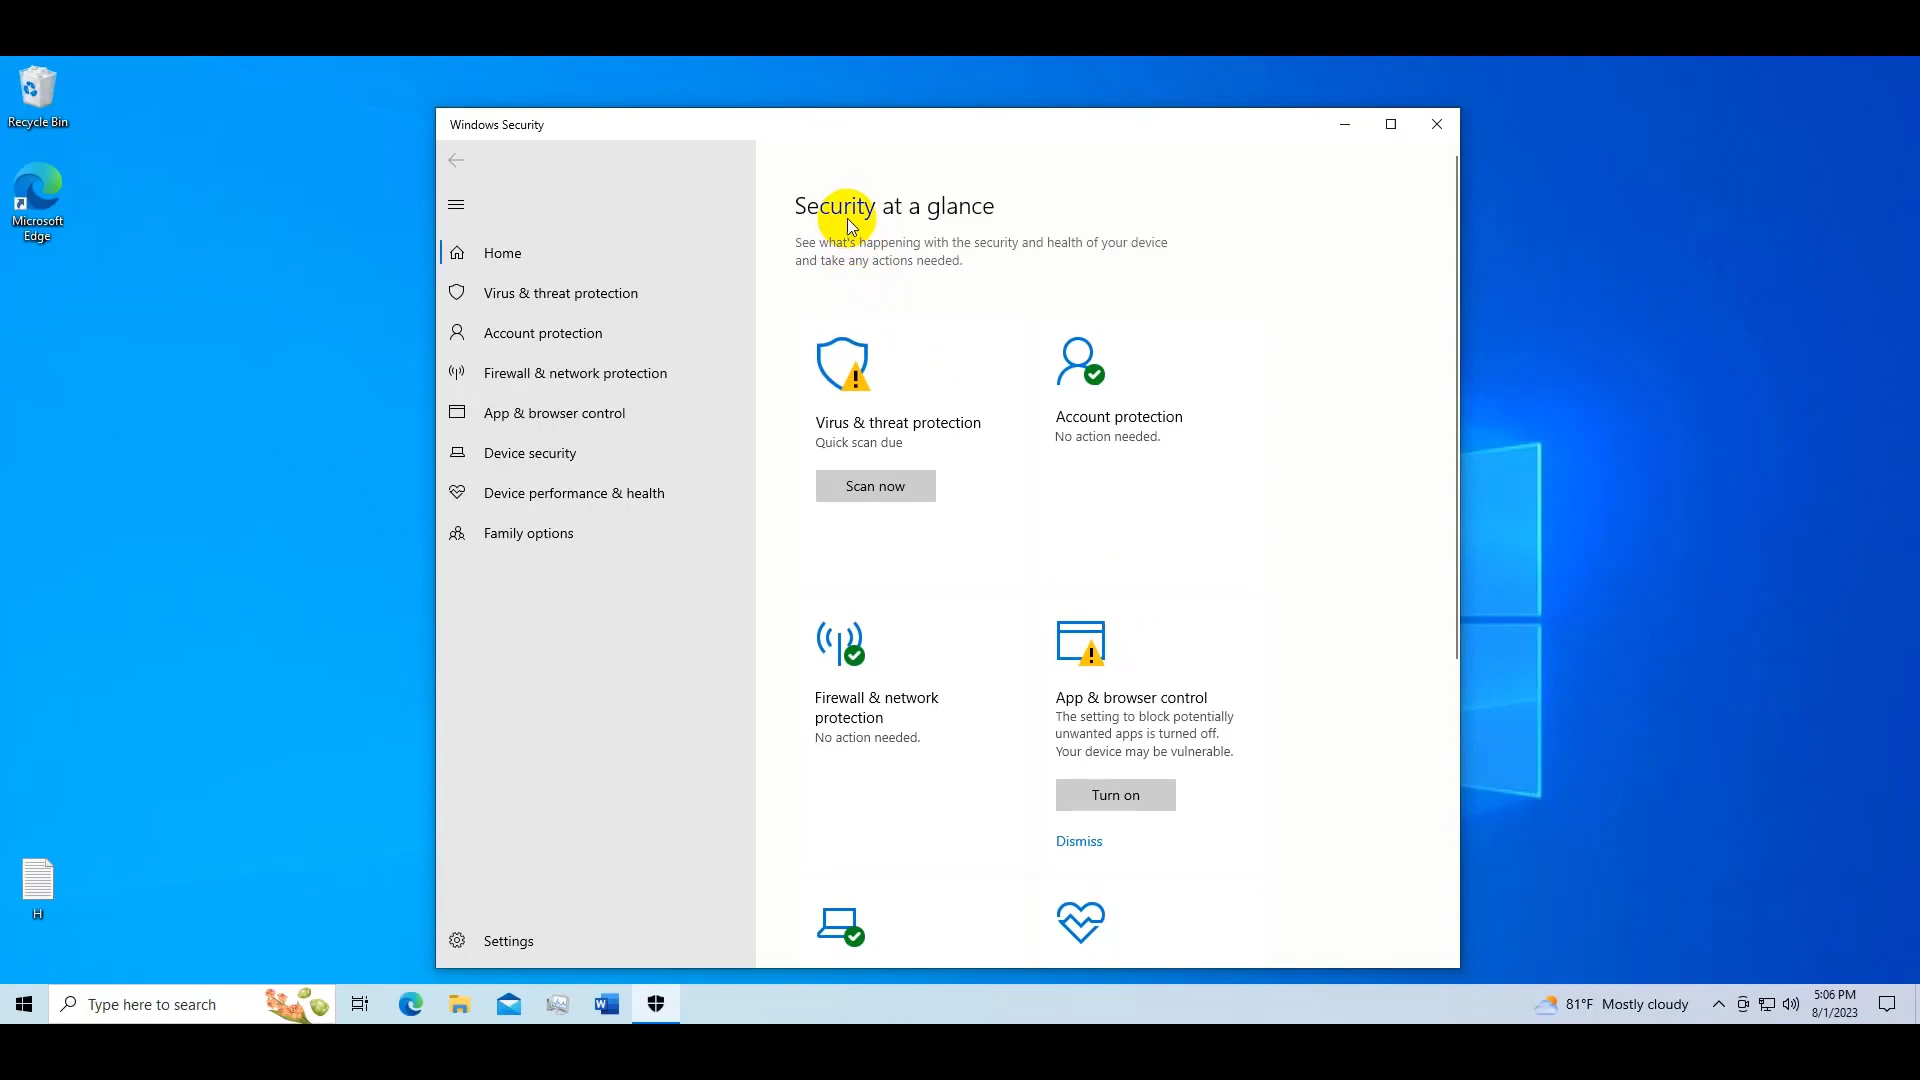 Recycle Bin
Microsoft
Edge
H
Windows Security
Home
Virus & threat protection
Account protection
Firewall & network protection
App & browser control
Device security
Device performance & health
Family options
Settings
Security at a glance
See what's happening with the security and health of your device
and take any actions needed.
Virus & threat protection
Quick scan due
Scan now
Account protection
No action needed.
Firewall & network
protection
No action needed.
App & browser control
The setting to block potentially
unwanted apps is turned off.
Your device may be vulnerable.
Turn on
Dismiss
Type here to search
W
81°F Mostly cloudy
5:06 PM
8/1/2023